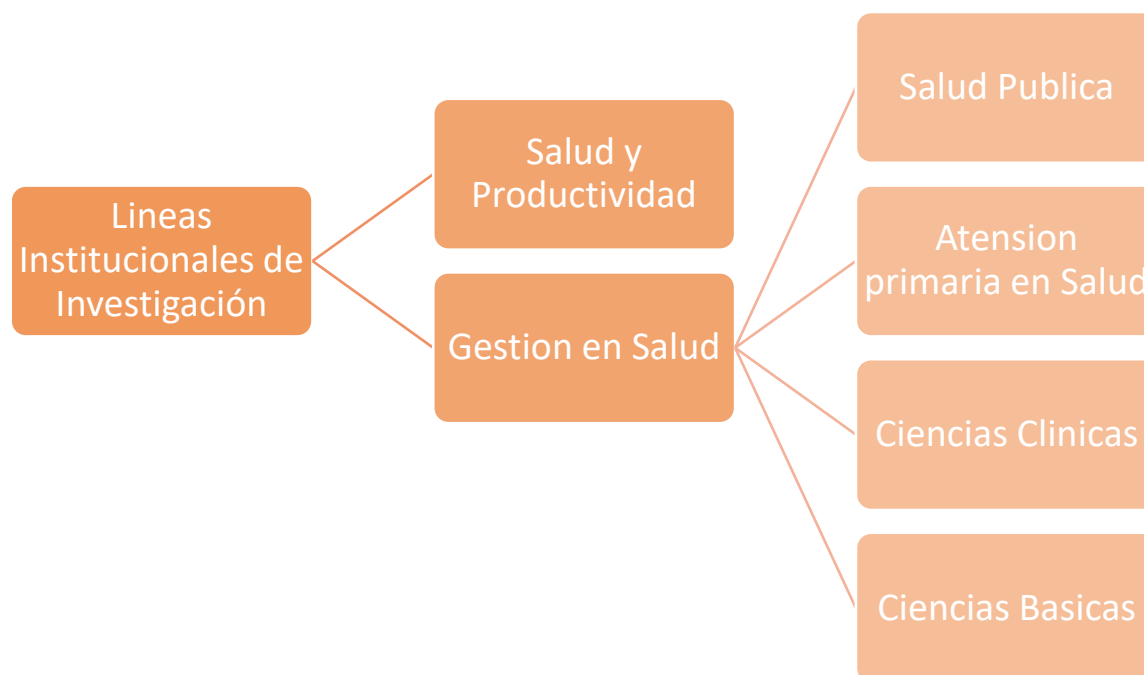 Lineas
Institucionales de
Investigación
Salud y
Productividad
Gestion en Salud
Salud Publica
Atension
primaria en Salud
Ciencias Clinicas
Ciencias Basicas